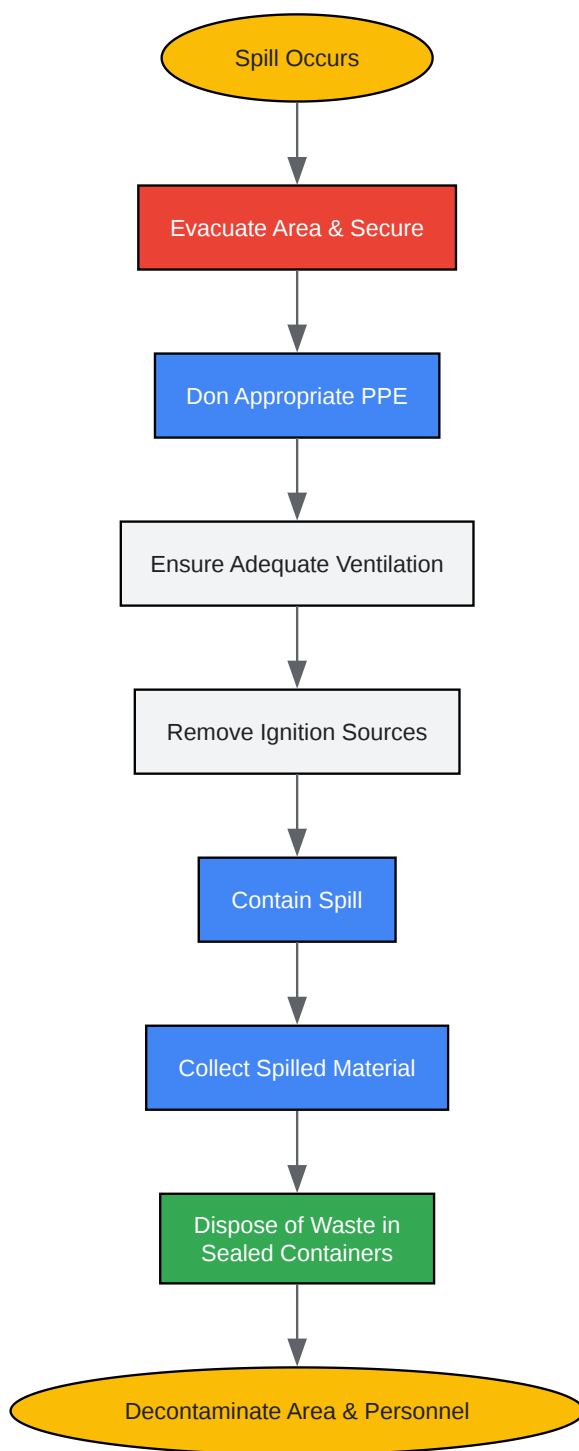 Spill Occurs
Evacuate Area & Secure
Don Appropriate PPE
Ensure Adequate Ventilation
Remove Ignition Sources
Contain Spill
Collect Spilled Material
Dispose of Waste in
Sealed Containers
Decontaminate Area & Personnel